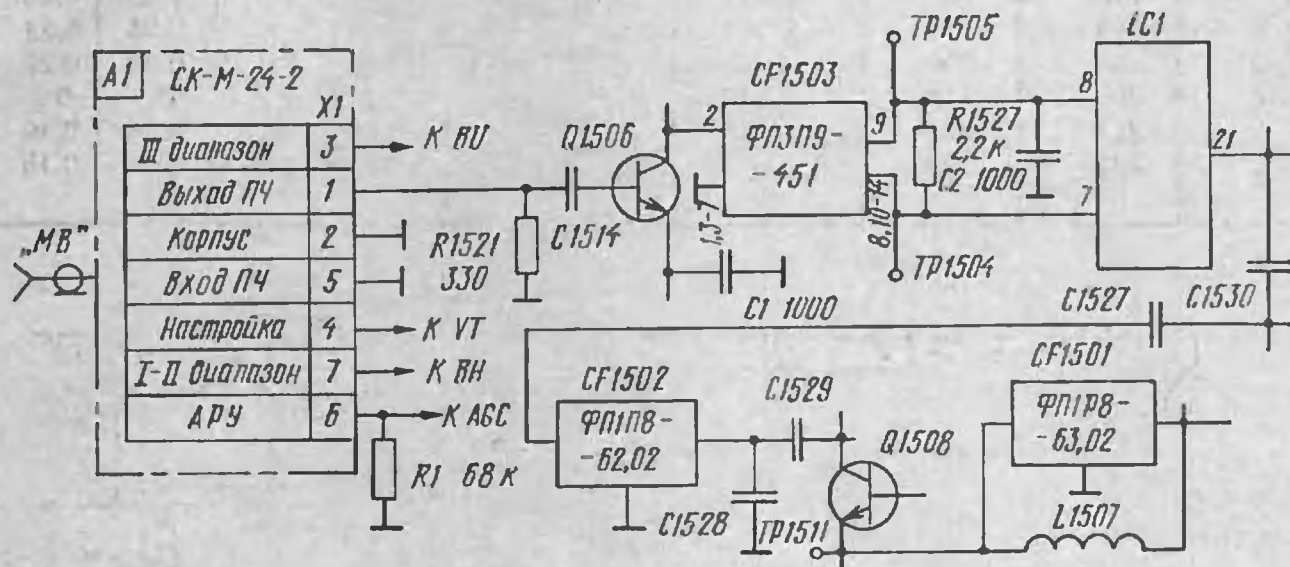 А1
СК-М-24-2
X1
III диапазон 3
К BU
Выход ПЧ 1
Корпус 2
Вход ПЧ 5
Настройка 4
К VT
I-II диапазон 7
К ВН
АРУ 6
К AGC
„МВ"
R1 68 к
R1521
330
C1514
Q1506
C1 1000
2
1,3-7
CF1503
ФП3П9-
-451
9
8,10-14
TP1505
TP1504
R1527
2,2 к
C2 1000
IC1
8
7
21
C1527
C1530
CF1502
ФП1П8-
-62,02
C1529
C1528
Q1508
TP1511
CF1501
ФП1Р8-
-63,02
L1507